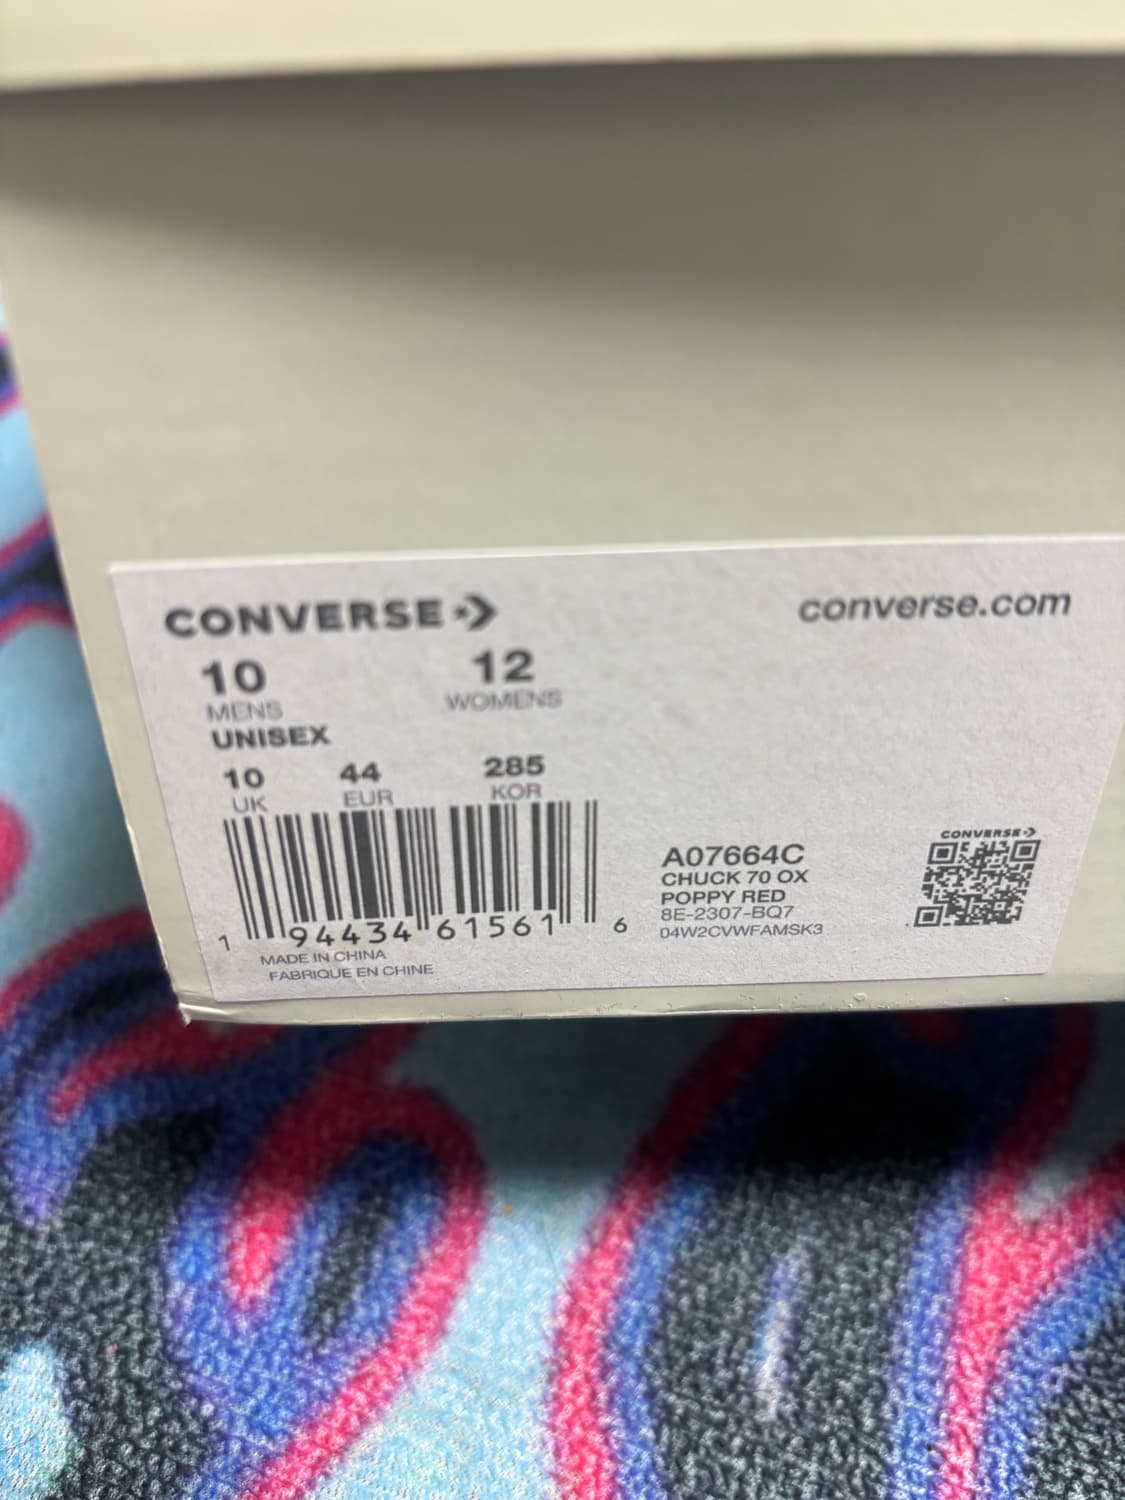 CONVERSE
converse.com
10 12
MENS WOMENS
UNISEX
10 44 285
UK EUR KOR
1 94434 61561 6
MADE IN CHINA
FABRIQUE EN CHINE
A07664C
CHUCK 70 OX
POPPY RED
8E-2307-BQ7
04W2CVWFAMSK3
CONVERSE